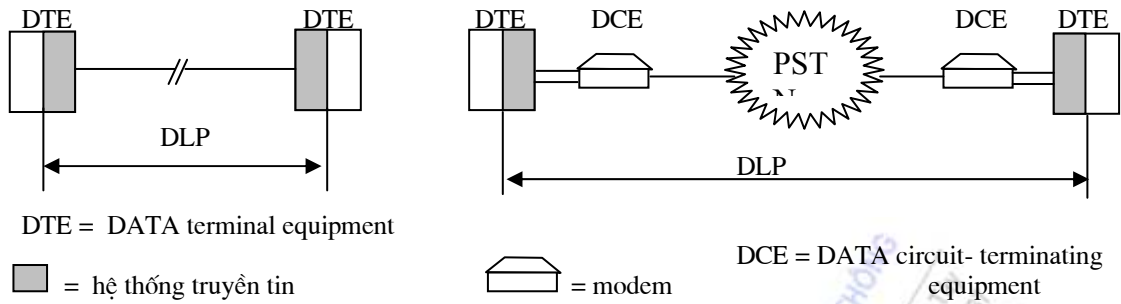 DTE DTE DTE DCE DCE DTE
PST
DLP
DLP
DTE = DATA terminal equipment
DCE = DATA circuit- terminating
equipment
= hệ thống truyền tin
= modem